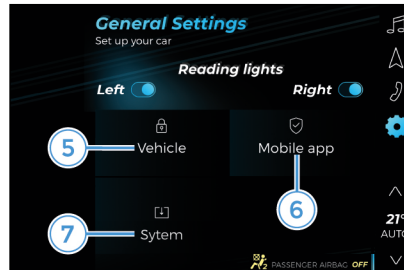 General Settings
Set up your car
Reading lights
Left Right
5 Vehicle
Mobile app
6
7 Sytem
21°
AUTO
PASSENGER AIRBAG OFF